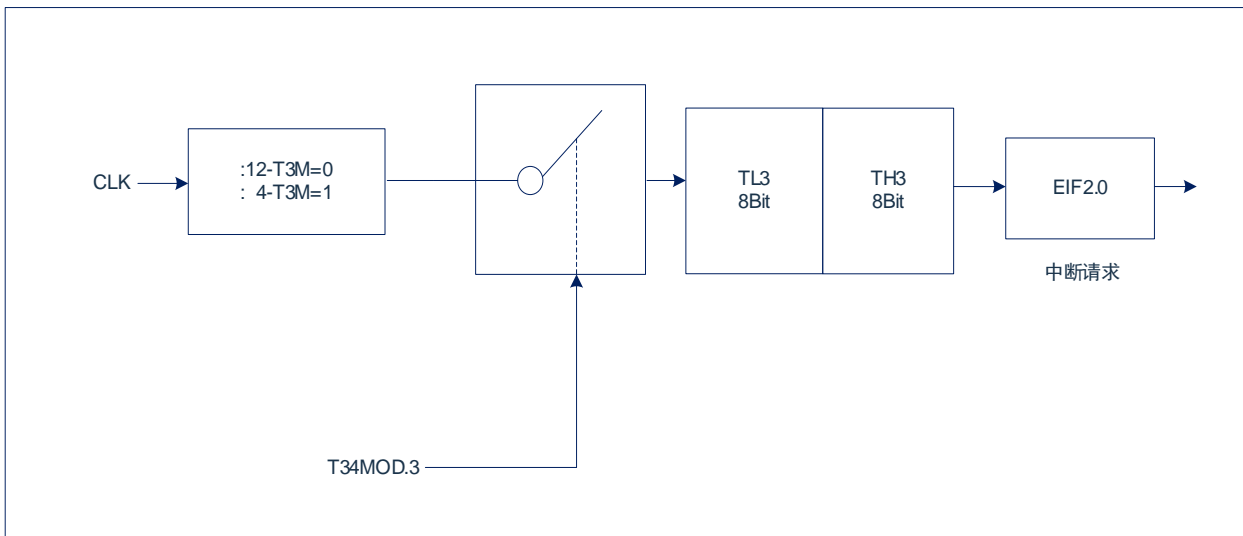 CLK
:12-T3M=0
: 4-T3M=1
TL3
8Bit
TH3
8Bit
EIF2.0
中断请求
T34MOD.3